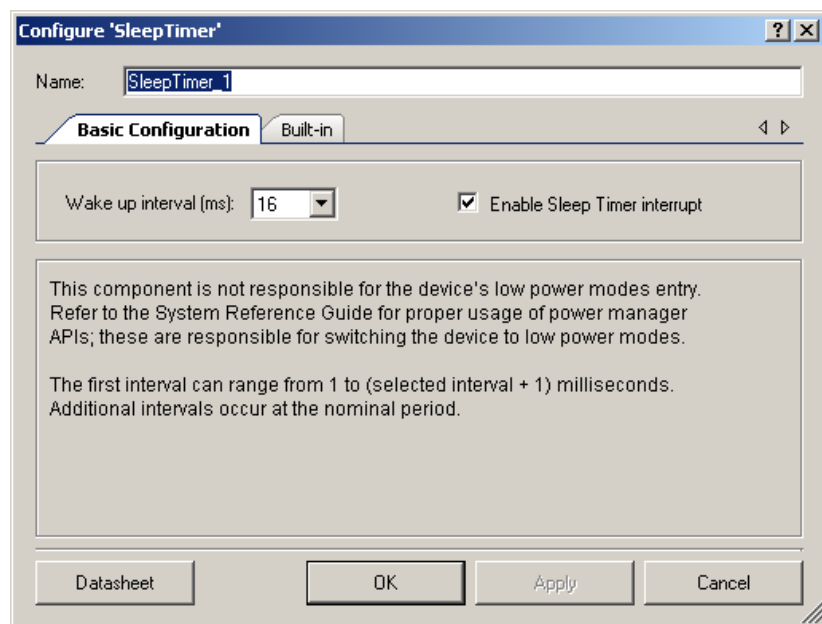 Configure 'SleepTimer'
Name: SleepTimer_1
Basic Configuration Built-in
Wake up interval (ms): 16 Enable Sleep Timer interrupt
This component is not responsible for the device's low power modes entry.
Refer to the System Reference Guide for proper usage of power manager
APIs; these are responsible for switching the device to low power modes.
The first interval can range from 1 to (selected interval + 1) milliseconds.
Additional intervals occur at the nominal period.
Datasheet OK Apply Cancel